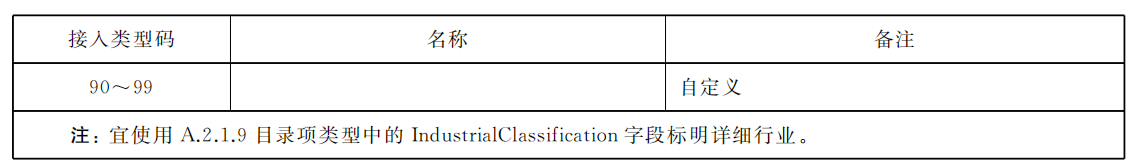 接入类型码 名称 备注
90～99 自定义
注：宜使用 A.2.1.9 目录项类型中的 IndustrialClassification 字段标明详细行业。